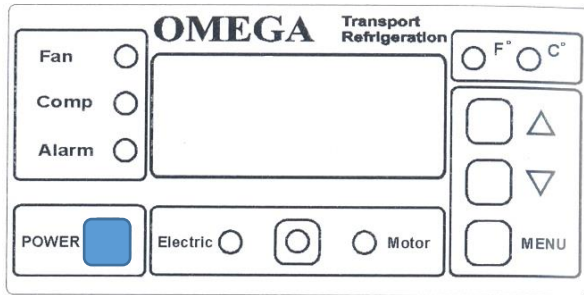 OMEGA
Transport
Refrigeration
Fan
Comp
Alarm
F°
C°
POWER
Electric
Motor
MENU